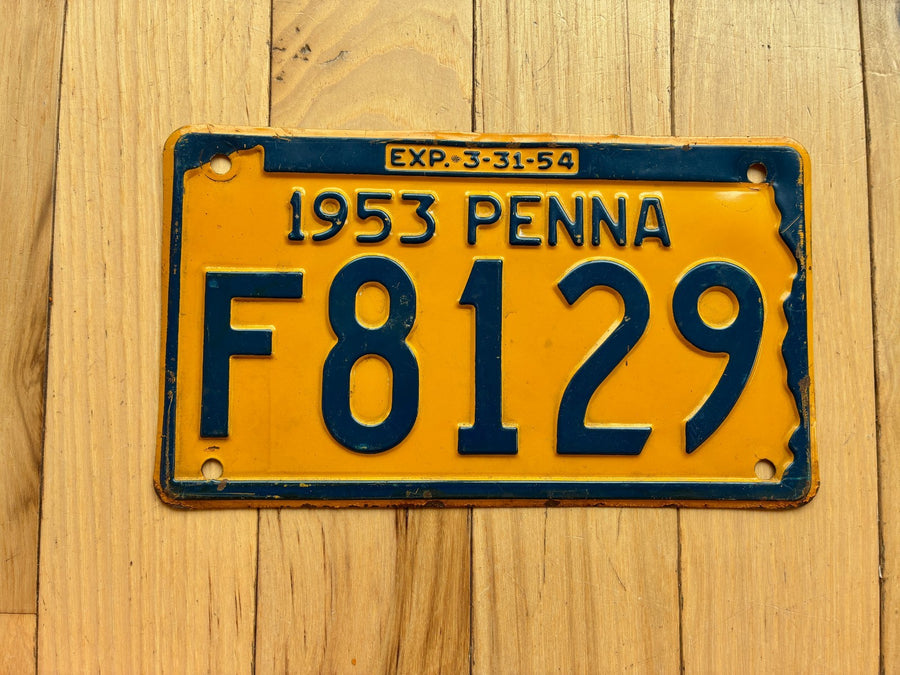 EXP. 3-31-54
1953 PENNA
F8129